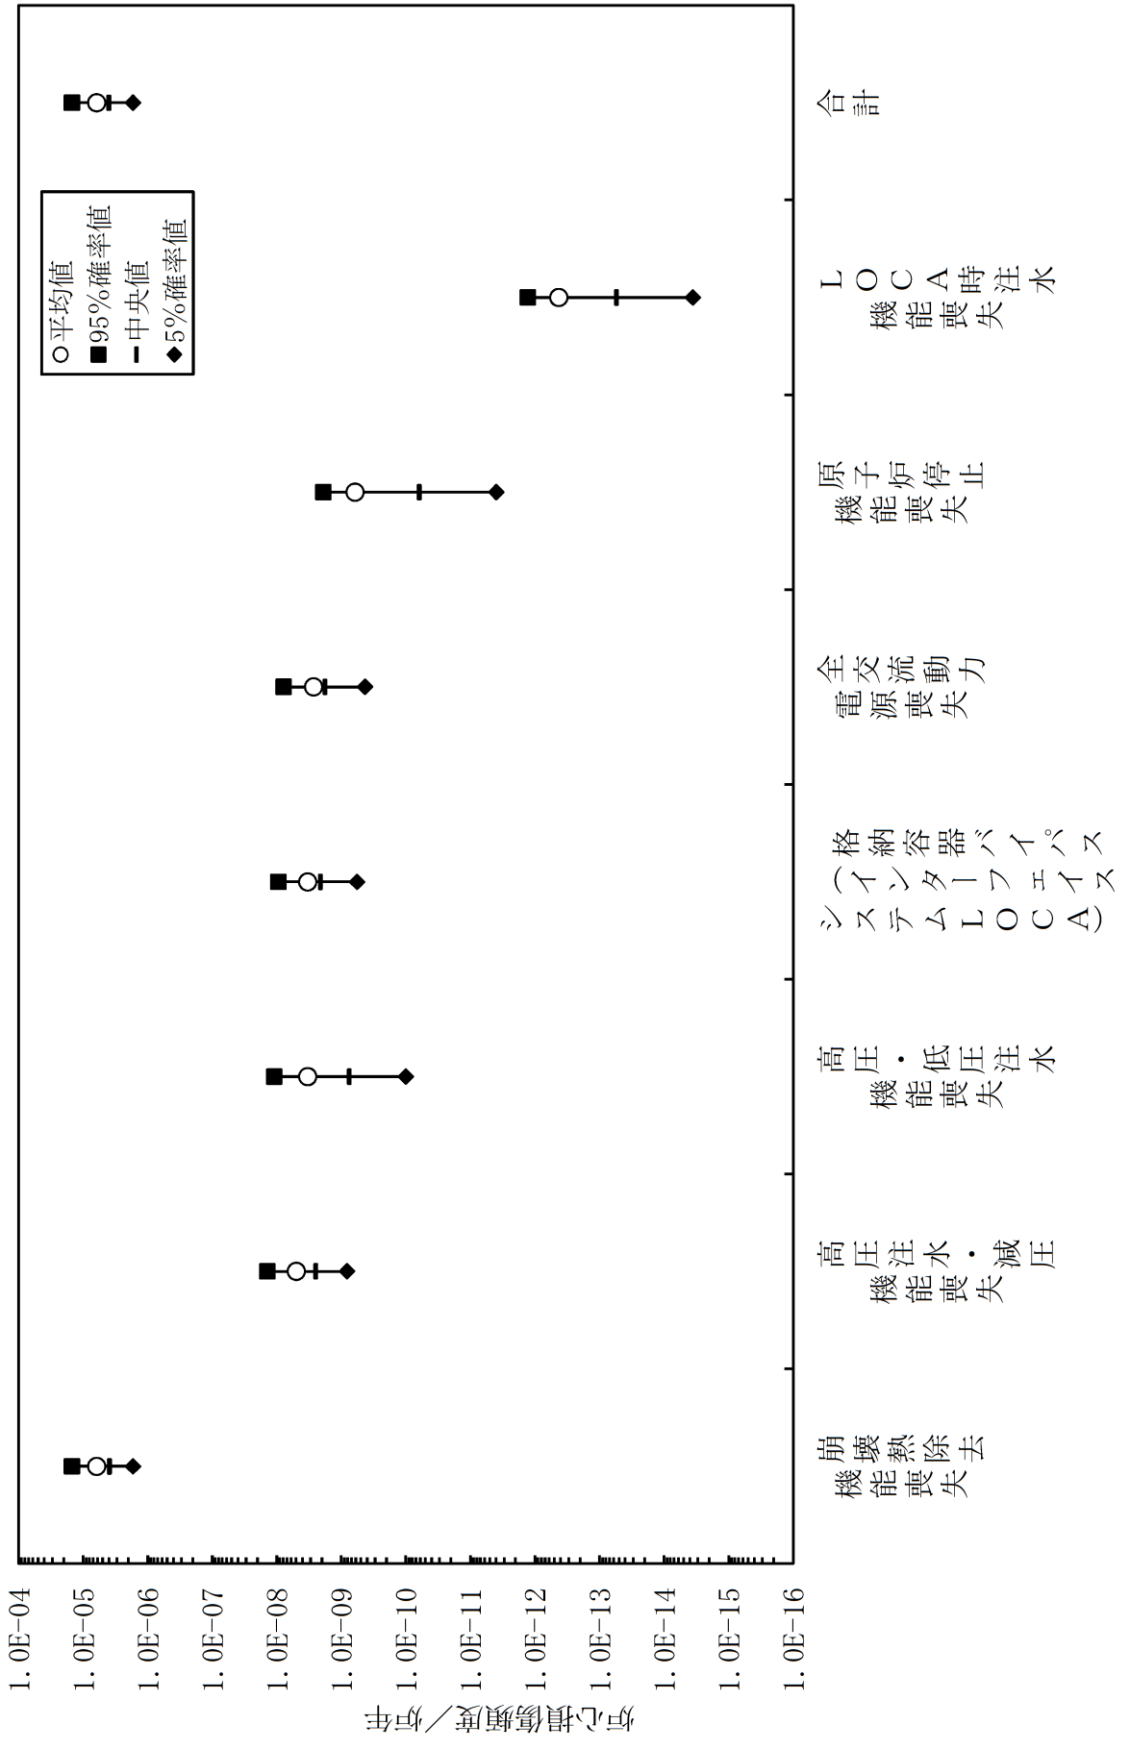 1.0E-04
1.0E-05
1.0E-06
1.0E-07
1.0E-08
1.0E-09
1.0E-10
1.0E-11
1.0E-12
1.0E-13
1.0E-14
1.0E-15
1.0E-16
炉心損傷頻度／炉年
平均値
95%確率値
中央値
5%確率値
崩壊熱除去
機能喪失
高圧注水・減圧
機能喪失
高圧・低圧注水
機能喪失
格納容器バイパス
（インターフェイス
システムLOCA）
全交流動力
電源喪失
原子炉停止
機能喪失
LOCA時注水
機能喪失
合計